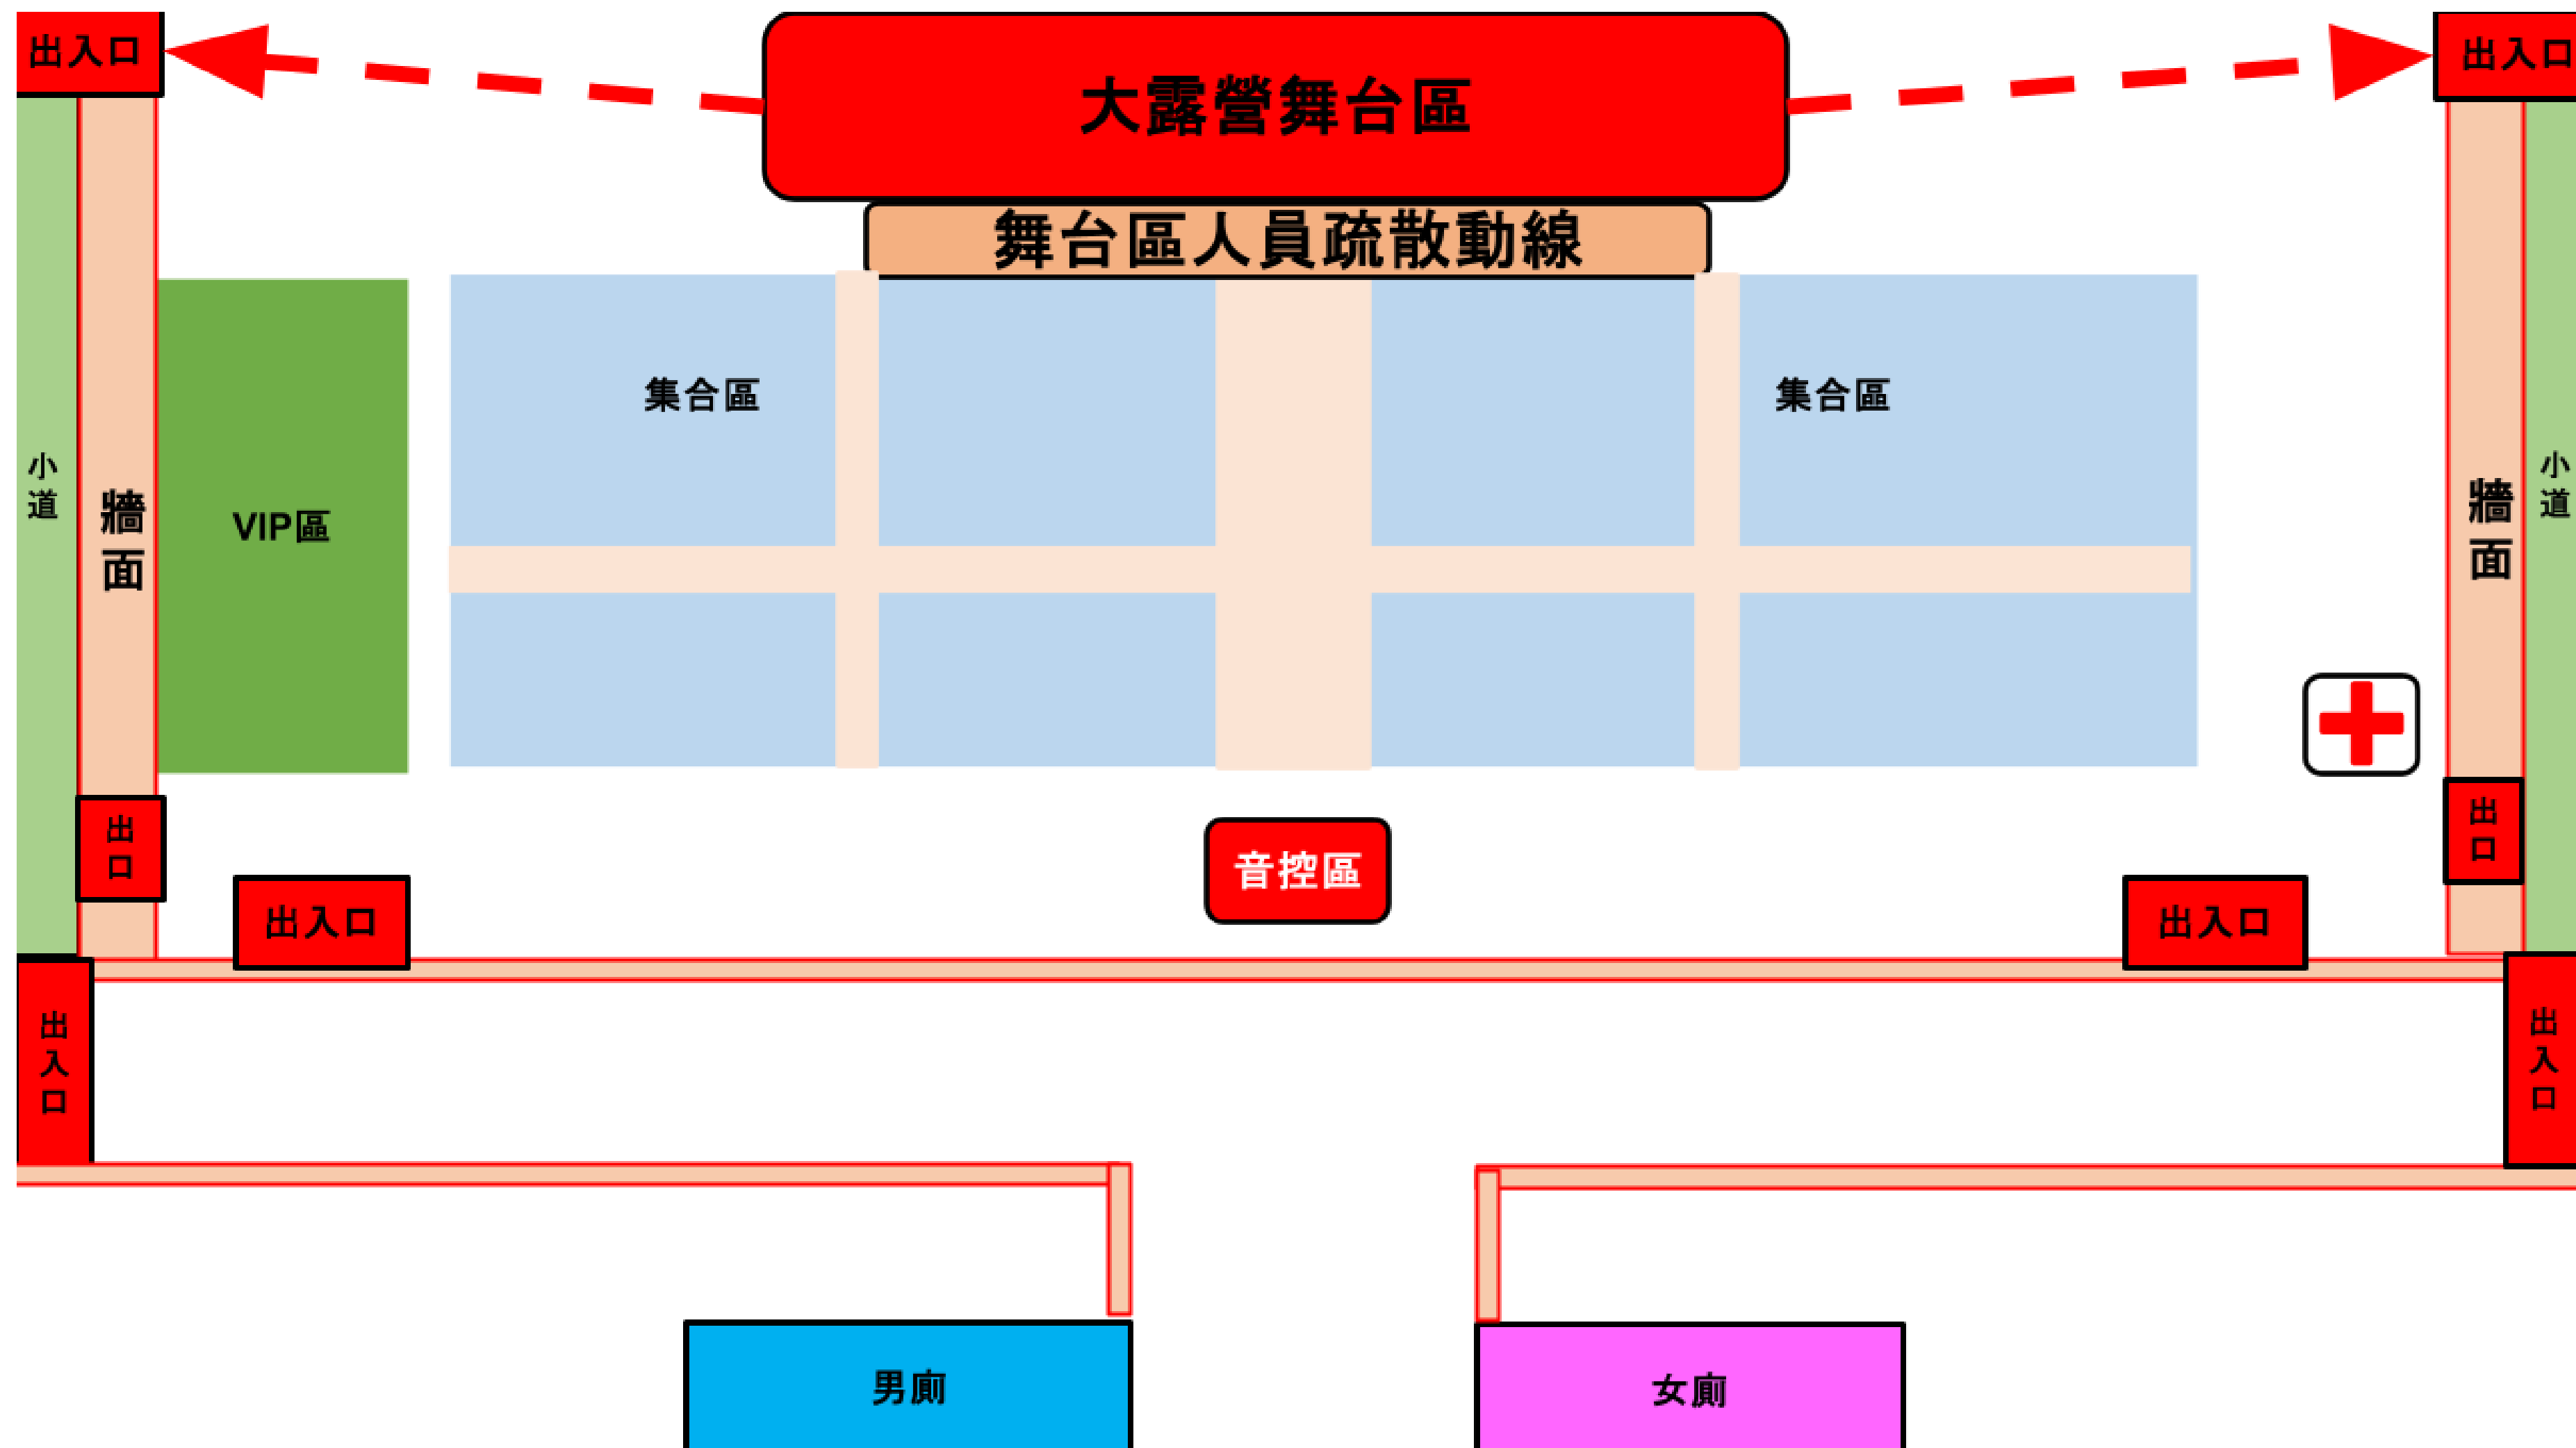 出入口
大露營舞台區
出入口
舞台區人員疏散動線
集合區
集合區
小道
牆面
VIP區
牆面
小道
出口
出口
音控區
出入口
出入口
出入口
出入口
男廁
女廁